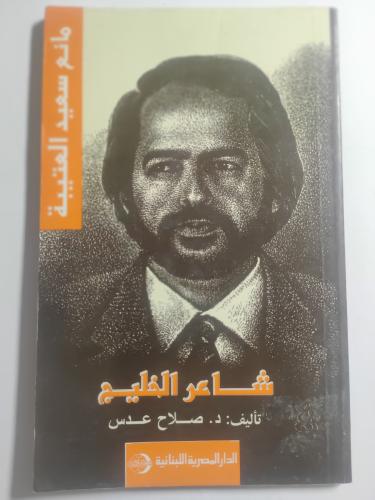 مانع سعيد العتيبة
شاعر الخليج
تأليف: د. صلاح عدس
الدار المصرية اللبنانية